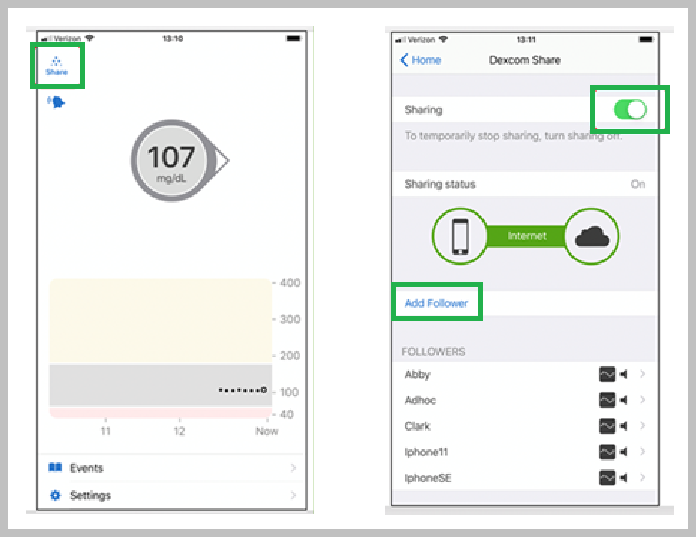 Verizon
13:10
Share
107
mg/dL
400
300
200
100
40
11
12
Now
Events
Settings
Verizon
13:11
Home
Dexcom Share
Sharing
To temporarily stop sharing, turn sharing off.
Sharing status
On
Internet
Add Follower
FOLLOWERS
Abby
Adhoc
Clark
Iphone11
IphoneSE